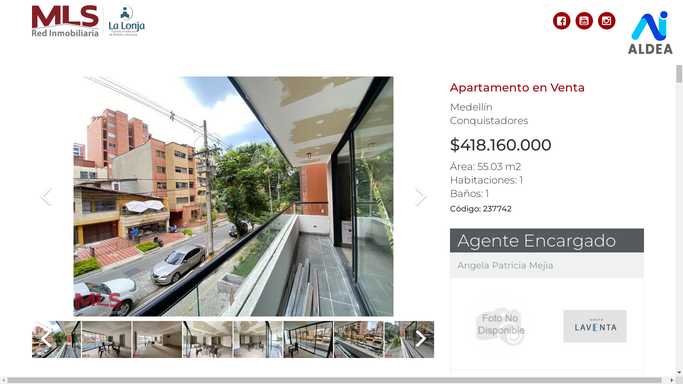 MLS
Red Inmobiliaria
La Lonja
ALDEA
Apartamento en Venta
Medellín
Conquistadores
$418.160.000
Área: 55.03 m2
Habitaciones: 1
Baños: 1
Código: 237742
Agente Encargado
Angela Patricia Mejia
Foto No
Disponible
LAVENTA
MLS